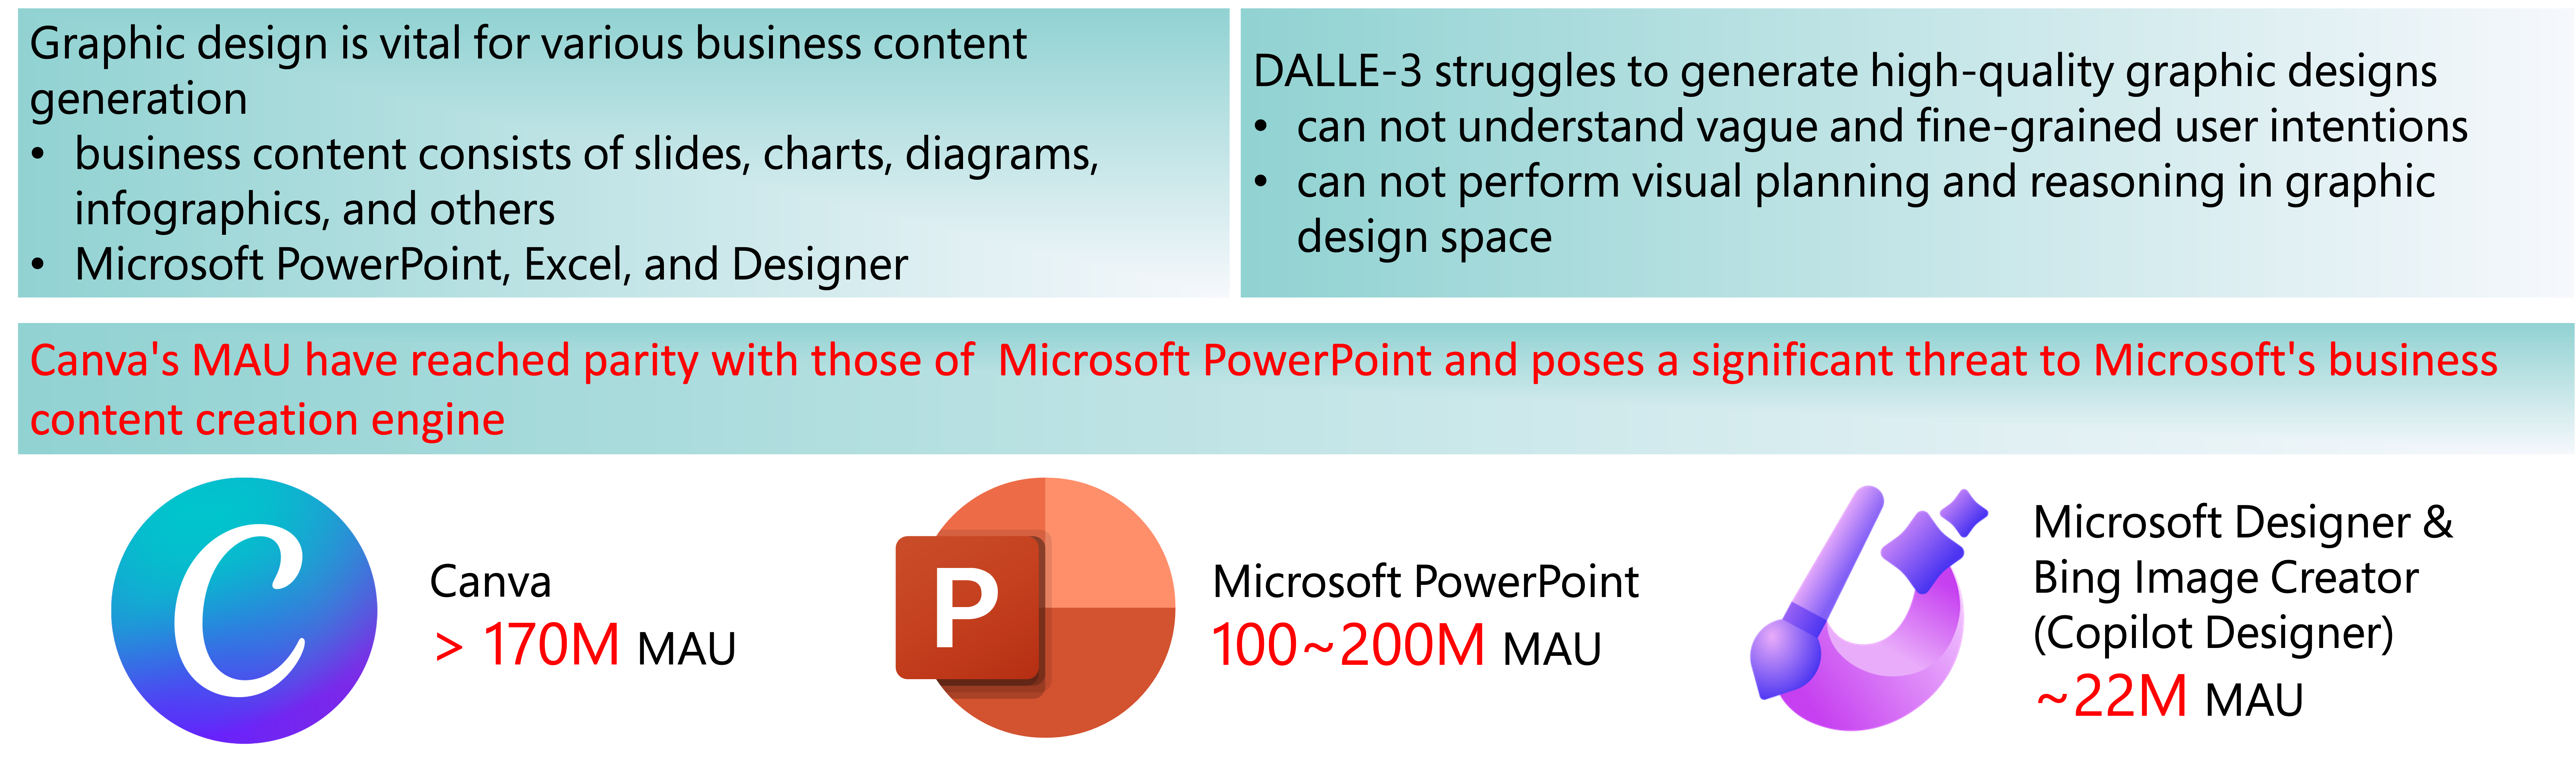 Graphic design is vital for various business content
generation
• business content consists of slides, charts, diagrams,
infographics, and others
• Microsoft PowerPoint, Excel, and Designer
DALLE-3 struggles to generate high-quality graphic designs
• can not understand vague and fine-grained user intentions
• can not perform visual planning and reasoning in graphic
design space
Canva's MAU have reached parity with those of  Microsoft PowerPoint and poses a significant threat to Microsoft's business
content creation engine
C
Canva
> 170M MAU
P
Microsoft PowerPoint
100~200M MAU
Microsoft Designer &
Bing Image Creator
(Copilot Designer)
~22M MAU